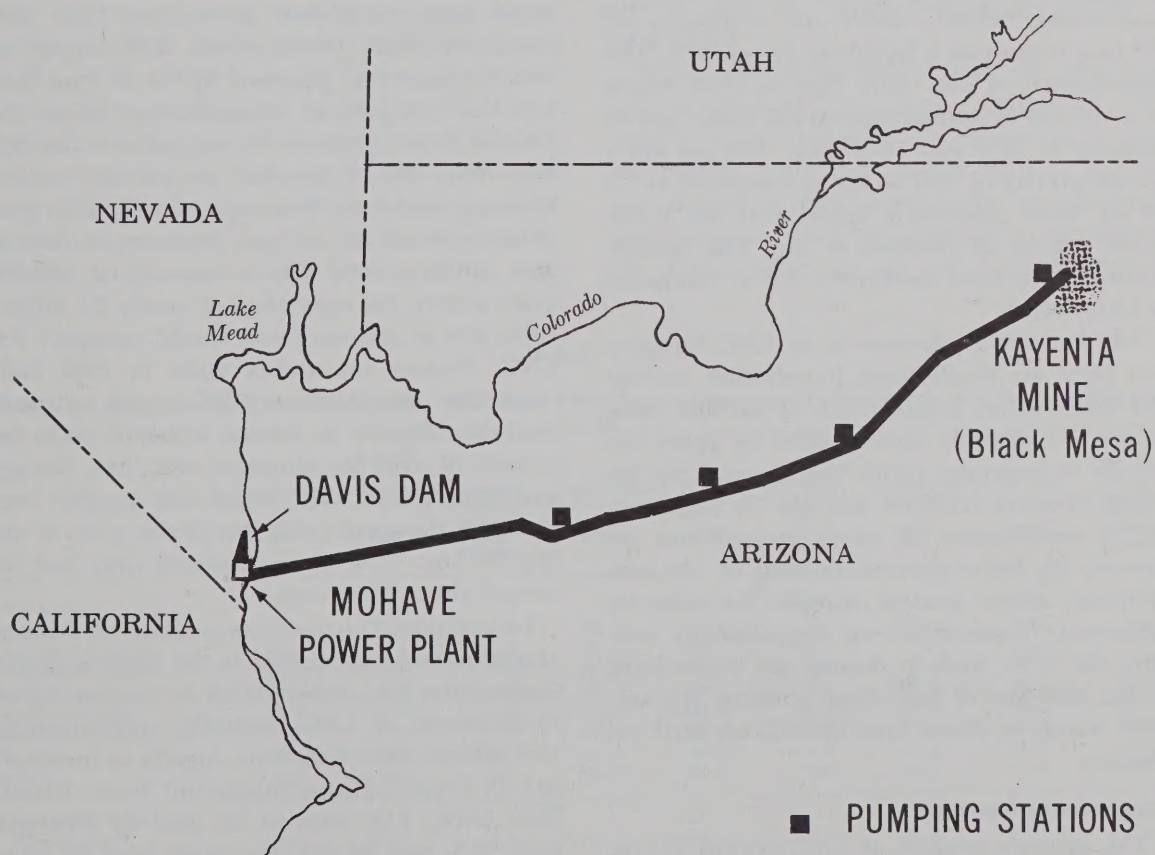 UTAH
NEVADA
Lake
Mead
Colorado
River
KAYENTA
MINE
(Black Mesa)
DAVIS DAM
ARIZONA
MOHAVE
POWER PLANT
CALIFORNIA
PUMPING STATIONS